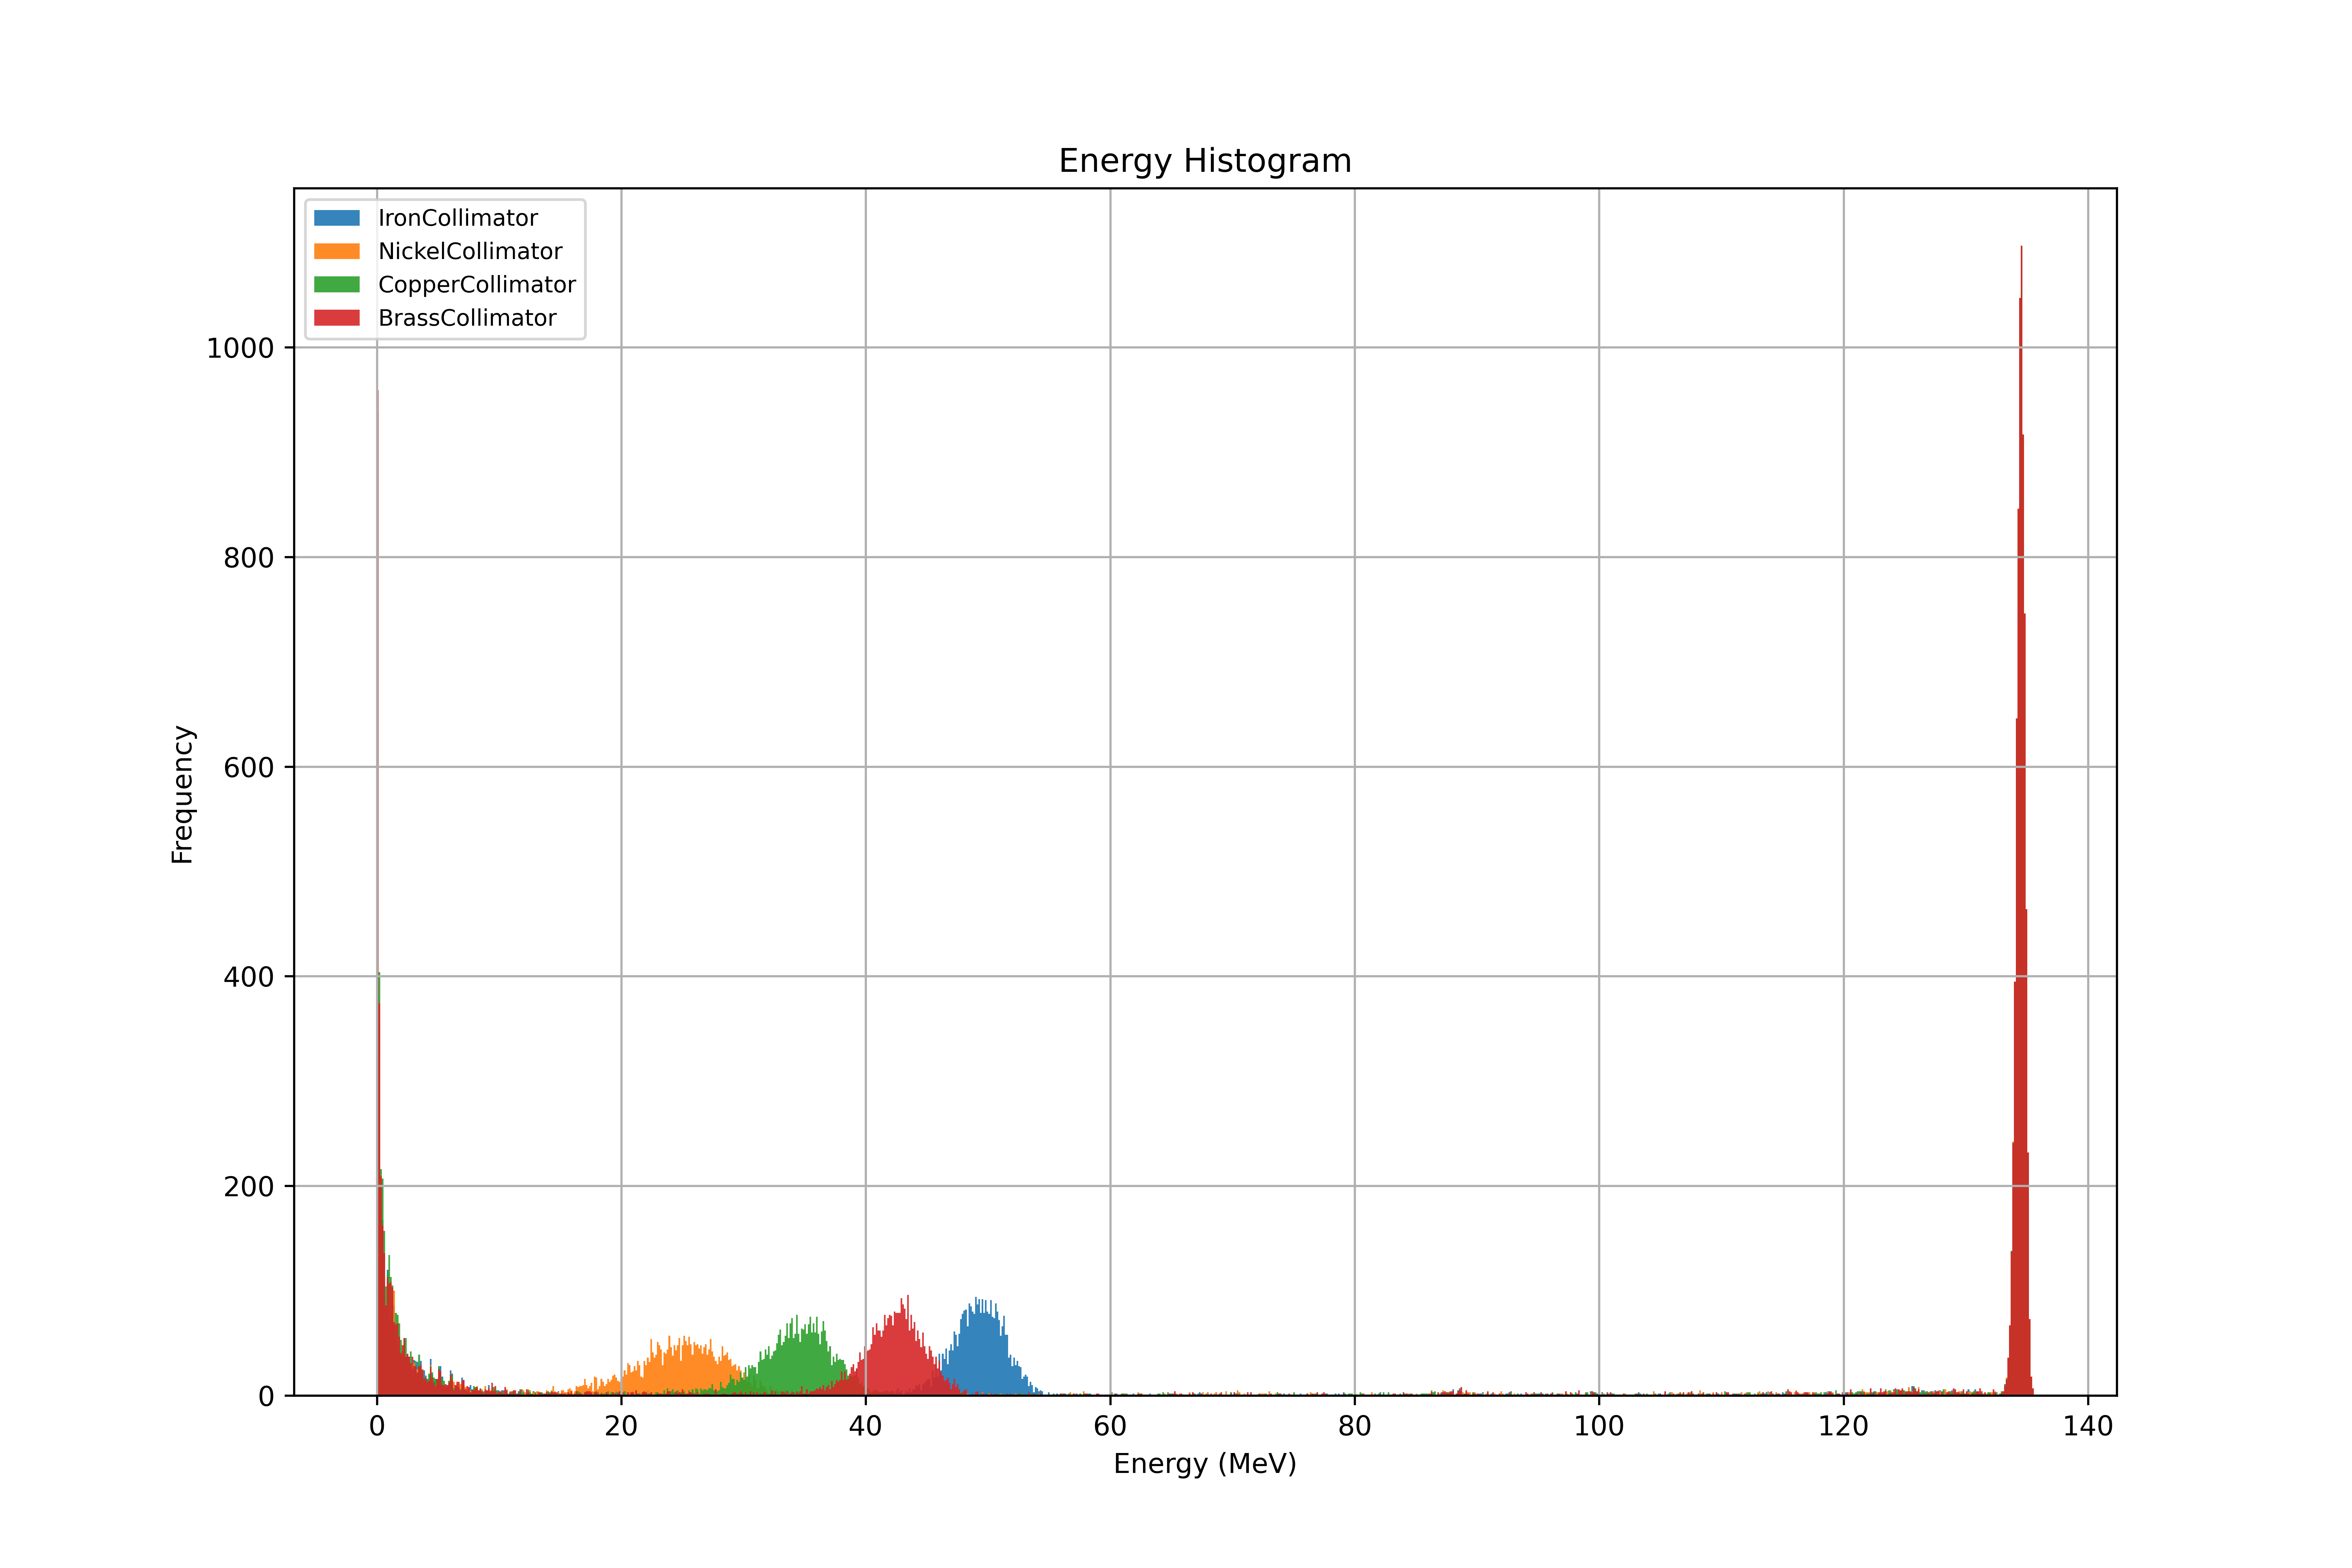 Energy Histogram
IronCollimator
NickelCollimator
CopperCollimator
BrassCollimator
1000
800
600
400
200
0
Frequency
0 20 40 60 80 100 120 140
Energy (MeV)